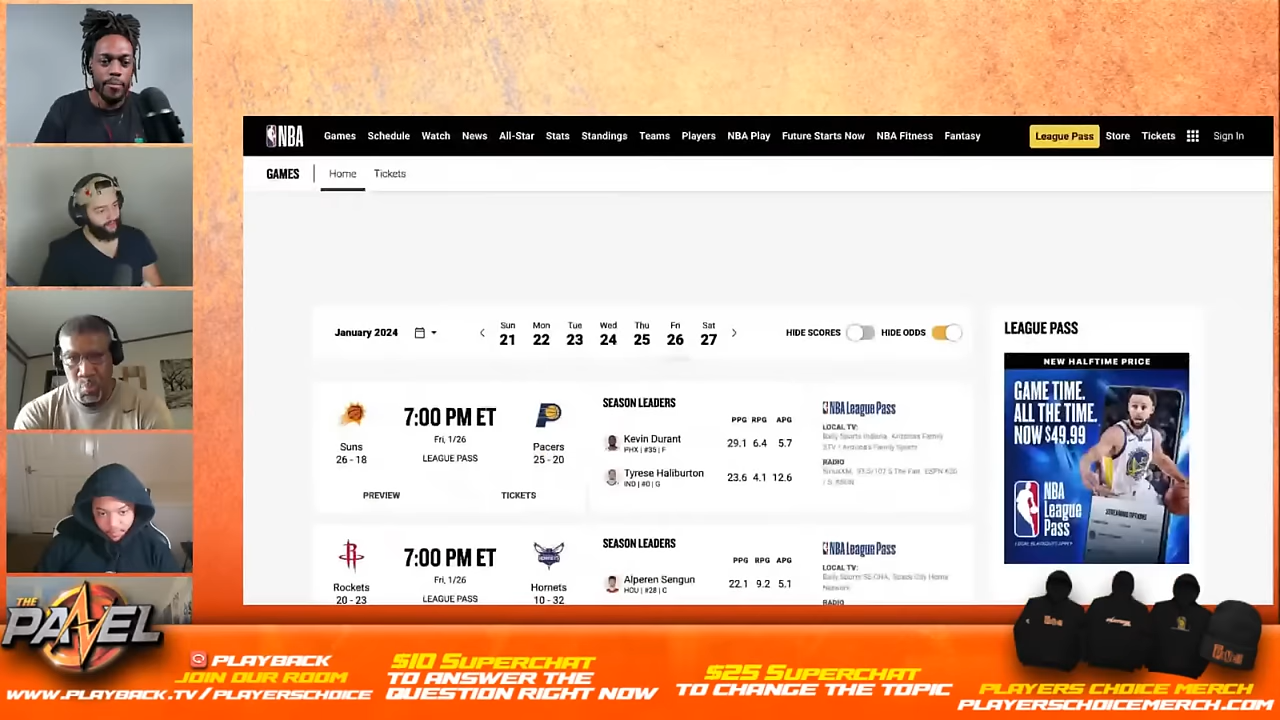 NBA
Games Schedule Watch News All-Star Stats Standings Teams Players NBA Play Future Starts Now NBA Fitness Fantasy League Pass Store Tickets Sign In
GAMES Home Tickets
January 2024
Sun Mon Tue Wed Thu Fri Sat
21 22 23 24 25 26 27
HIDE SCORES HIDE ODDS
LEAGUE PASS
NEW HALFTIME PRICE
GAME TIME.
ALL THE TIME.
NOW $49.99
NBA
League
Pass
Suns
26 - 18
7:00 PM ET
Fri, 1/26
LEAGUE PASS
Pacers
25 - 20
PREVIEW TICKETS
SEASON LEADERS
PPG RPG APG
Kevin Durant
PHX | #35 | F
29.1 6.4 5.7
Tyrese Haliburton
IND | #0 | G
23.6 4.1 12.6
NBA League Pass
LOCAL TV:
RADIO
Rockets
20 - 23
7:00 PM ET
Fri, 1/26
LEAGUE PASS
Hornets
10 - 32
SEASON LEADERS
PPG RPG APG
Alperen Sengun
HOU | #28 | C
22.1 9.2 5.1
NBA League Pass
LOCAL TV:
RADIO
THE
PANEL
PLAYBACK
JOIN OUR ROOM
WWW.PLAYBACK.TV/PLAYERSCHOICE
$10 SUPERCHAT
TO ANSWER THE
QUESTION RIGHT NOW
$25 SUPERCHAT
TO CHANGE THE TOPIC
PLAYERS CHOICE MERCH
PLAYERSCHOICEMERCH.COM